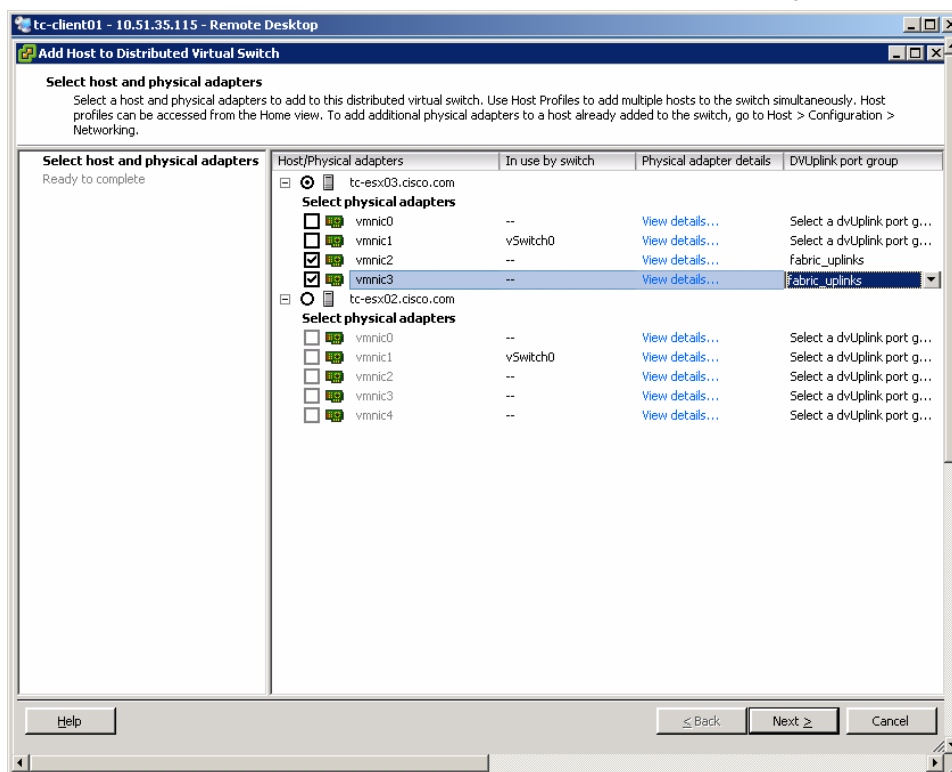 tc-client01 - 10.51.35.115 - Remote Desktop
Add Host to Distributed Virtual Switch
Select host and physical adapters
Select a host and physical adapters to add to this distributed virtual switch. Use Host Profiles to add multiple hosts to the switch simultaneously. Host
profiles can be accessed from the Home view. To add additional physical adapters to a host already added to the switch, go to Host > Configuration >
Networking.
Select host and physical adapters Host/Physical adapters In use by switch Physical adapter details DVUplink port group
Ready to complete tc-esx03.cisco.com
Select physical adapters
vmnic0 -- View details... Select a dvUplink port g...
vmnic1 vSwitch0 View details... Select a dvUplink port g...
vmnic2 -- View details... fabric_uplinks
vmnic3 -- View details... fabric_uplinks
tc-esx02.cisco.com
Select physical adapters
vmnic0 -- View details... Select a dvUplink port g...
vmnic1 vSwitch0 View details... Select a dvUplink port g...
vmnic2 -- View details... Select a dvUplink port g...
vmnic3 -- View details... Select a dvUplink port g...
vmnic4 -- View details... Select a dvUplink port g...
Help ≤ Back Next ≥ Cancel